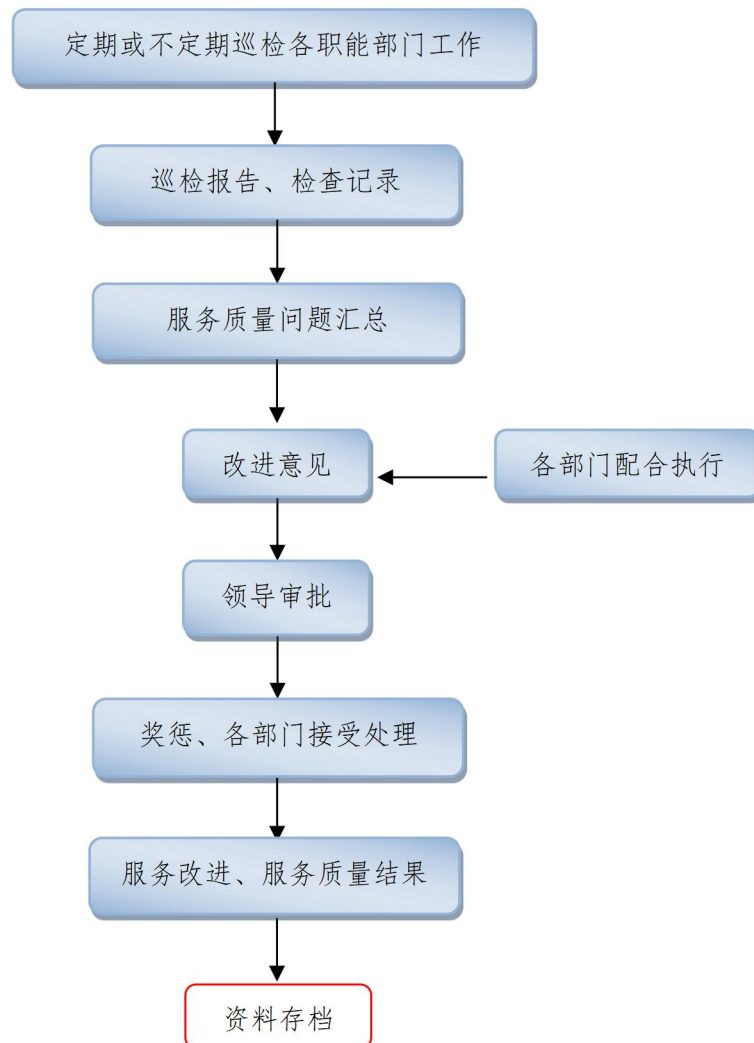 定期或不定期巡检各职能部门工作
巡检报告、检查记录
服务质量问题汇总
改进意见
各部门配合执行
领导审批
奖惩、各部门接受处理
服务改进、服务质量结果
资料存档